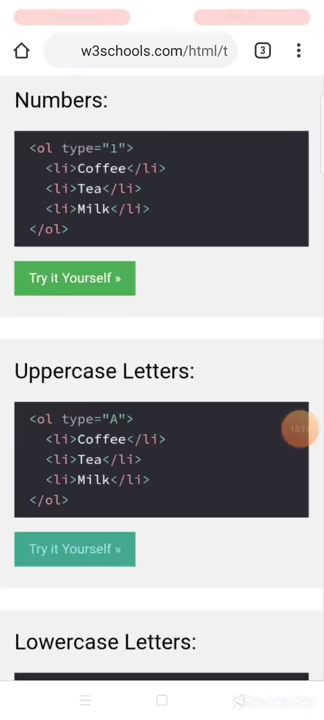 w3schools.com/html/t
3
Numbers:
<ol type="1">
<li>Coffee</li>
<li>Tea</li>
<li>Milk</li>
</ol>
Try it Yourself »
Uppercase Letters:
<ol type="A">
<li>Coffee</li>
<li>Tea</li>
<li>Milk</li>
</ol>
Try it Yourself »
Lowercase Letters: